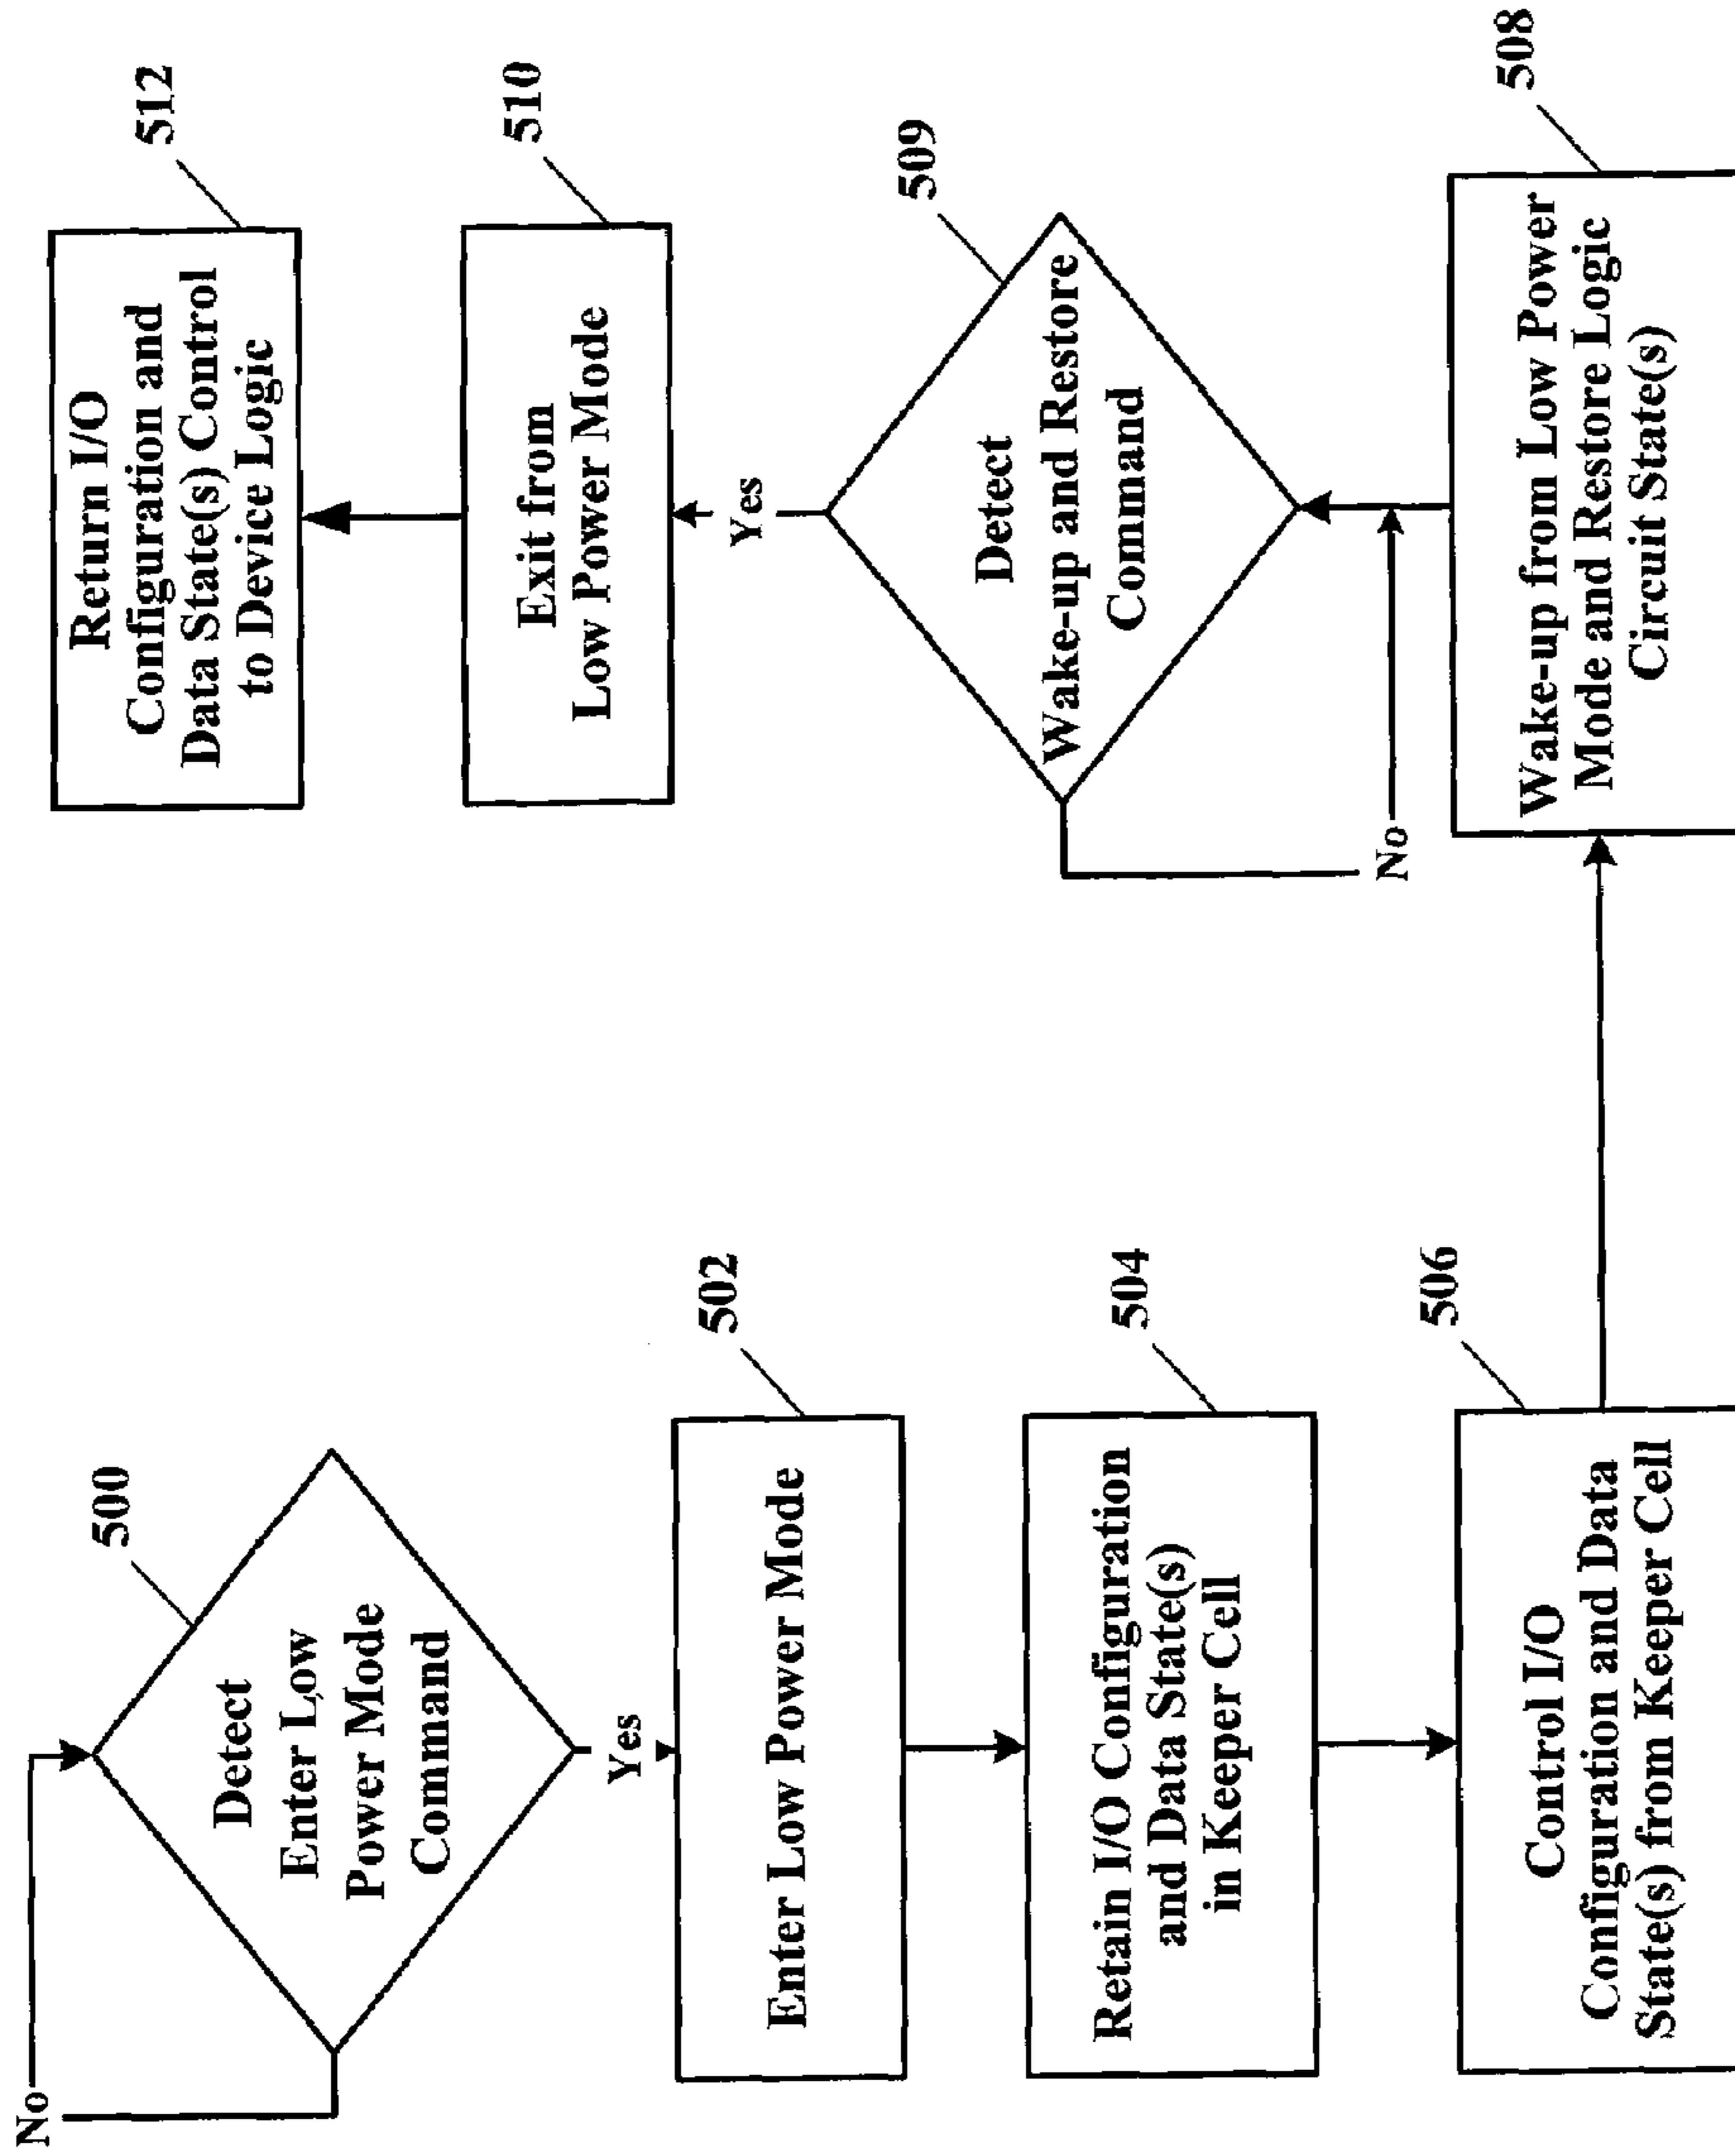 500
Detect
Enter Low
Power Mode
Command
No
Yes
502
Enter Low Power Mode
504
Retain I/O Configuration
and Data State(s)
in Keeper Cell
506
Control I/O
Configuration and Data
State(s) from Keeper Cell
508
Wake-up from Low Power
Mode and Restore Logic
Circuit State(s)
509
Detect
Wake-up and Restore
Command
No
Yes
510
Exit from
Low Power Mode
512
Return I/O
Configuration and
Data State(s) Control
to Device Logic